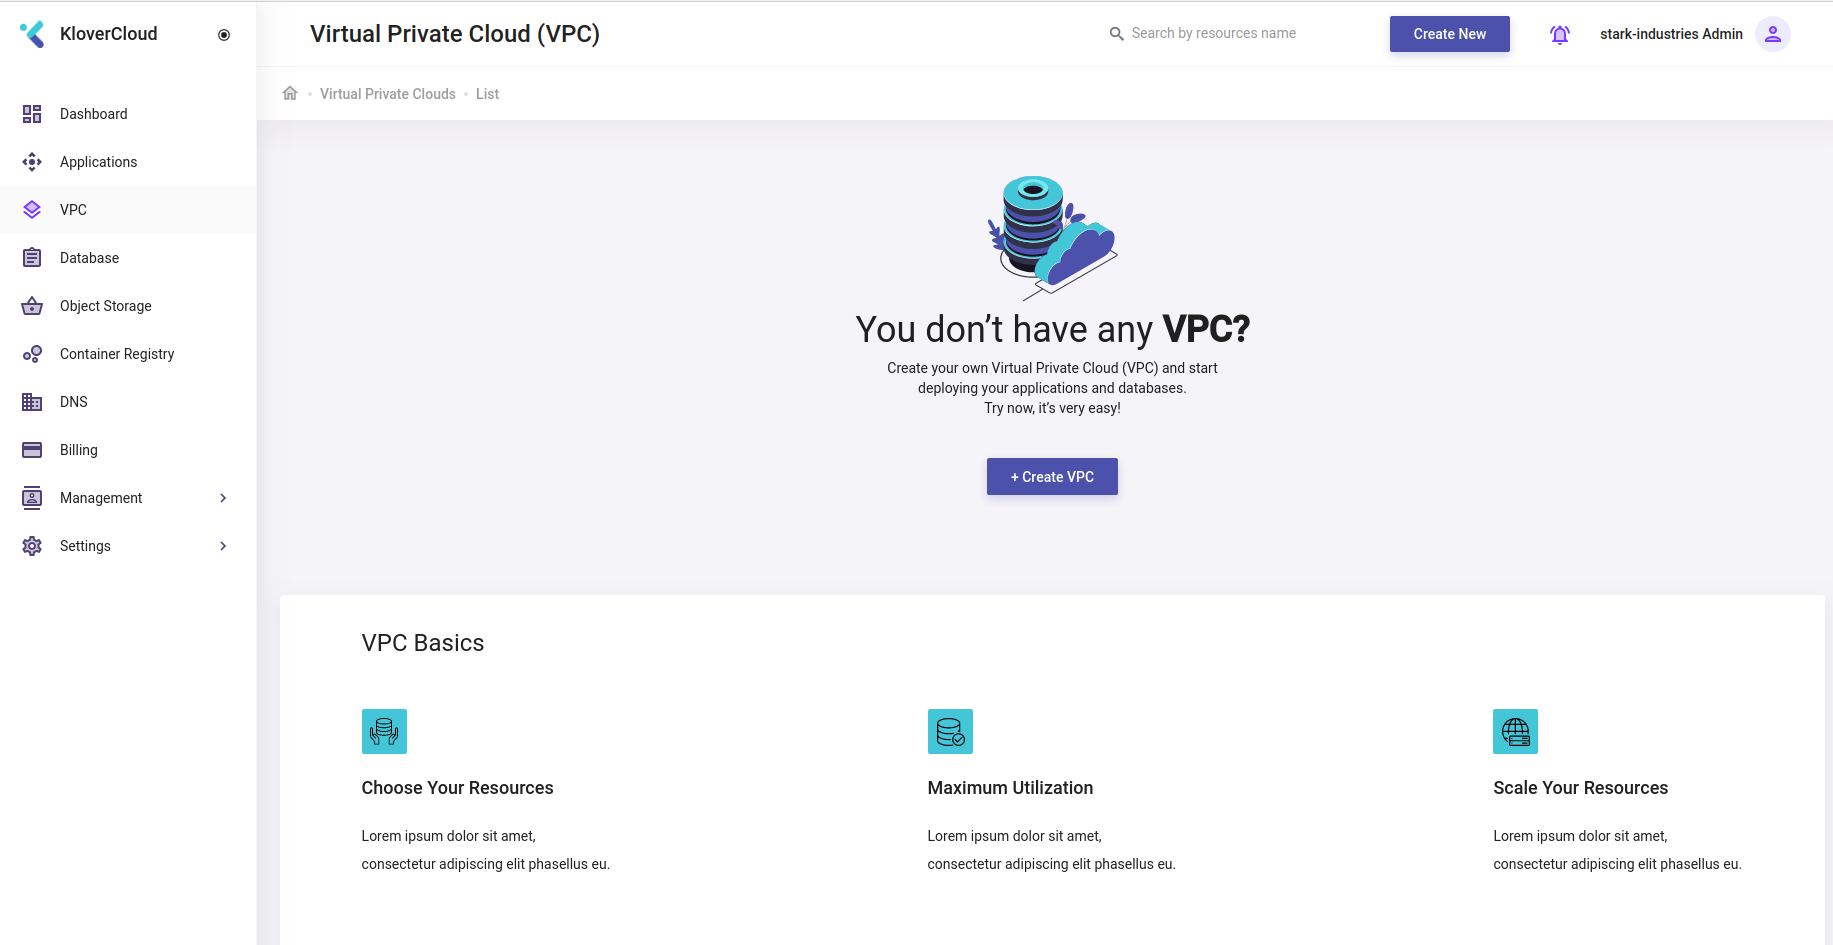 KloverCloud
Virtual Private Cloud (VPC)
Search by resources name
Create New
stark-industries Admin
Virtual Private Clouds
List
Dashboard
Applications
VPC
Database
Object Storage
Container Registry
DNS
Billing
Management
Settings
You don’t have any VPC?
Create your own Virtual Private Cloud (VPC) and start
deploying your applications and databases.
Try now, it’s very easy!
+ Create VPC
VPC Basics
Choose Your Resources
Lorem ipsum dolor sit amet,
consectetur adipiscing elit phasellus eu.
Maximum Utilization
Lorem ipsum dolor sit amet,
consectetur adipiscing elit phasellus eu.
Scale Your Resources
Lorem ipsum dolor sit amet,
consectetur adipiscing elit phasellus eu.